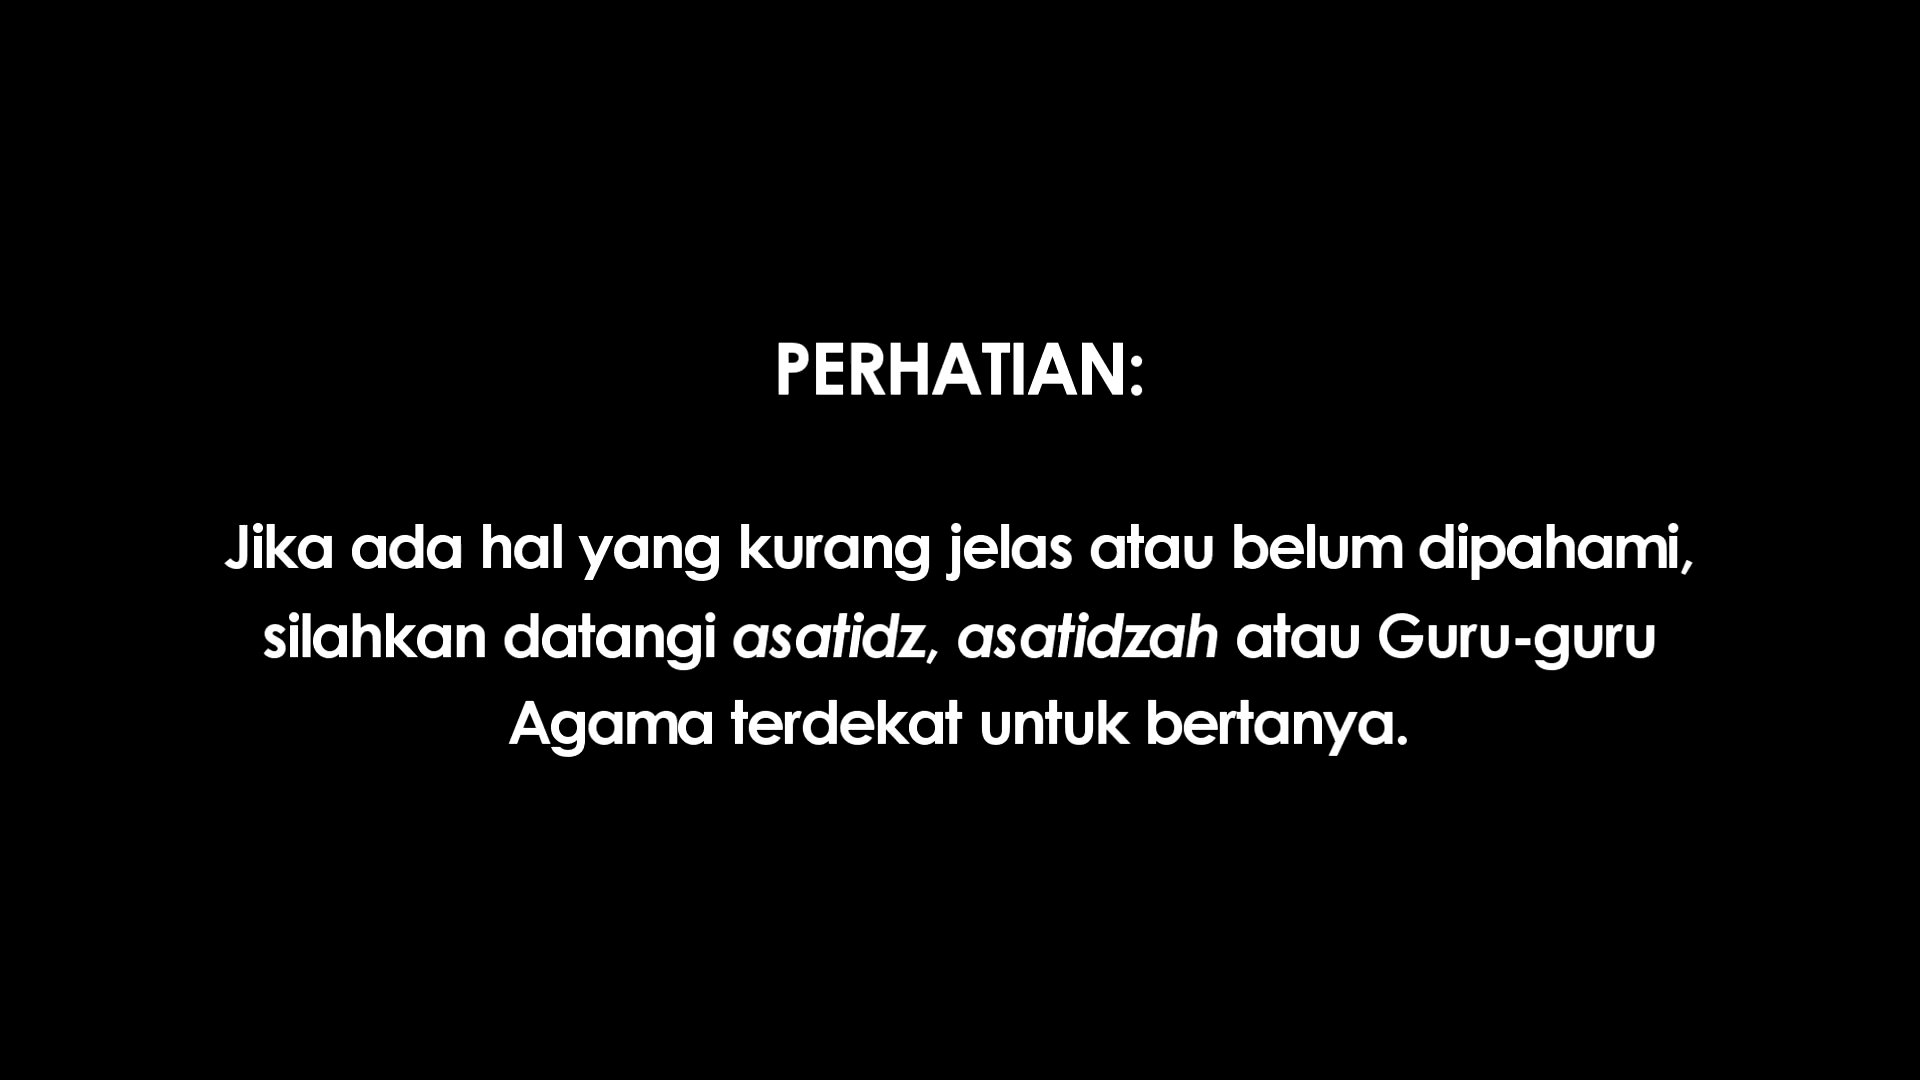 PERHATIAN:
Jika ada hal yang kurang jelas atau belum dipahami,
silahkan datangi asatidz, asatidzah atau Guru-guru
Agama terdekat untuk bertanya.